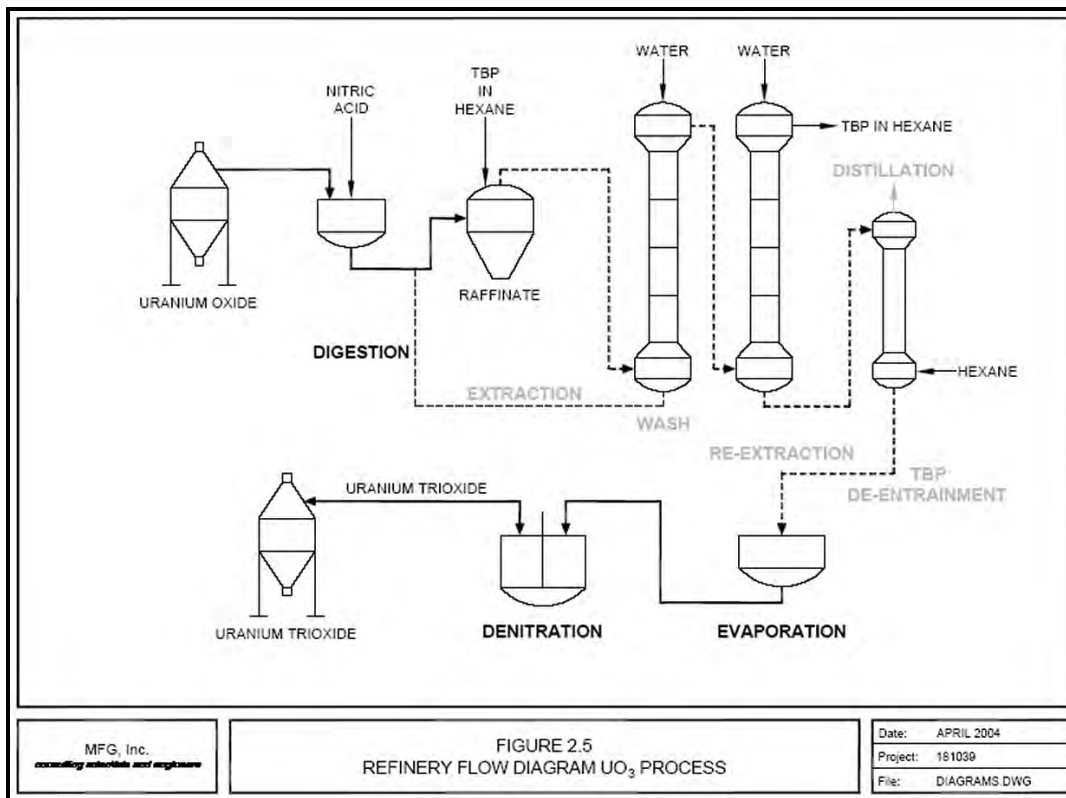 WATER
WATER
TBP
IN
HEXANE
NITRIC
ACID
TBP IN HEXANE
DISTILLATION
URANIUM OXIDE
RAFFINATE
DIGESTION
HEXANE
EXTRACTION
WASH
RE-EXTRACTION
TBP
DE-ENTRAINMENT
URANIUM TRIOXIDE
URANIUM TRIOXIDE
DENITRATION
EVAPORATION
MFG, Inc.
consulting scientists and engineers
FIGURE 2.5
REFINERY FLOW DIAGRAM UO₃ PROCESS
Date: APRIL 2004
Project: 181039
File: DIAGRAMS.DWG